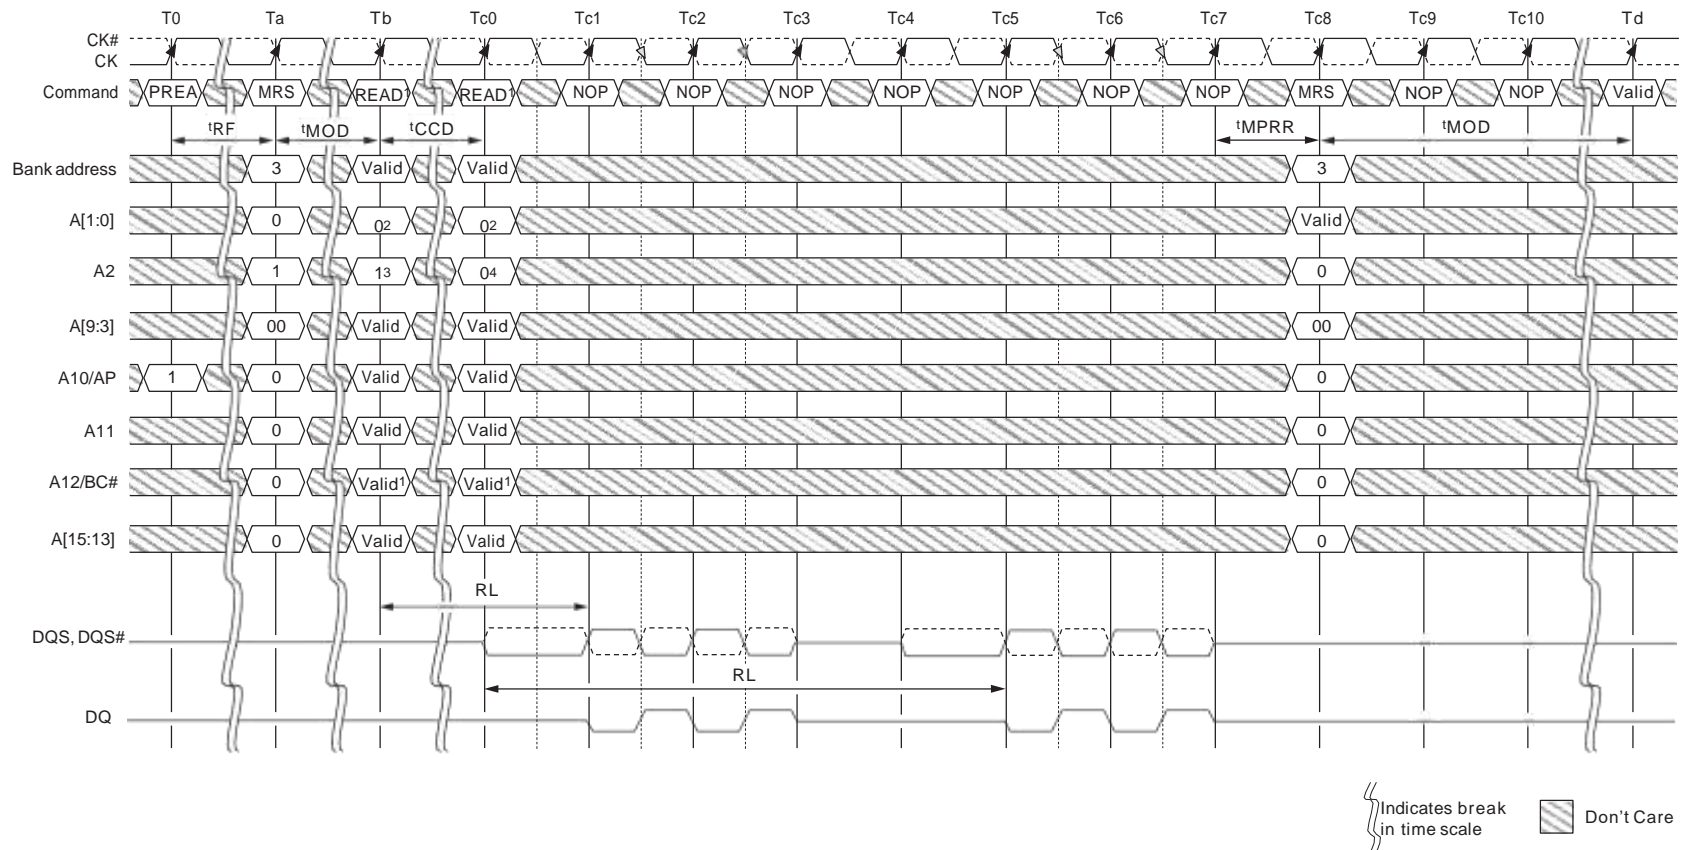 T0 Ta Tb Tc0 Tc1 Tc2 Tc3 Tc4 Tc5 Tc6 Tc7 Tc8 Tc9 Tc10 Td
CK#
CK
Command PREA MRS READ1 READ1 NOP NOP NOP NOP NOP NOP NOP MRS NOP NOP Valid
tRF tMOD tCCD tMPRR tMOD
Bank address 3 Valid Valid 3
A[1:0] 0 02 02 Valid
A2 1 13 04 0
A[9:3] 00 Valid Valid 00
A10/AP 1 0 Valid Valid 0
A11 0 Valid Valid 0
A12/BC# 0 Valid1 Valid1 0
A[15:13] 0 Valid Valid 0
RL
DQS, DQS#
RL
DQ
Indicates break
in time scale
Don't Care